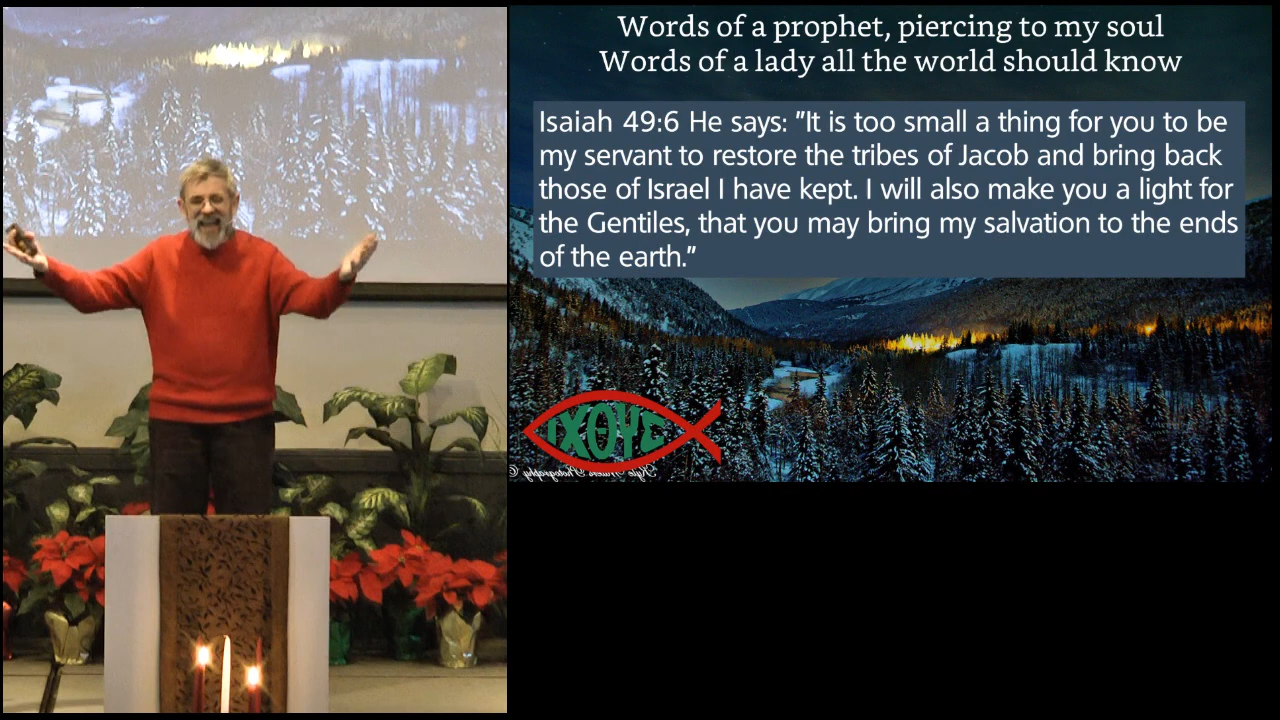 Words of a prophet, piercing to my soul
Words of a lady all the world should know
Isaiah 49:6 He says: "It is too small a thing for you to be
my servant to restore the tribes of Jacob and bring back
those of Israel I have kept. I will also make you a light for
the Gentiles, that you may bring my salvation to the ends
of the earth."
ΙΧΘΥΣ
Photography ©